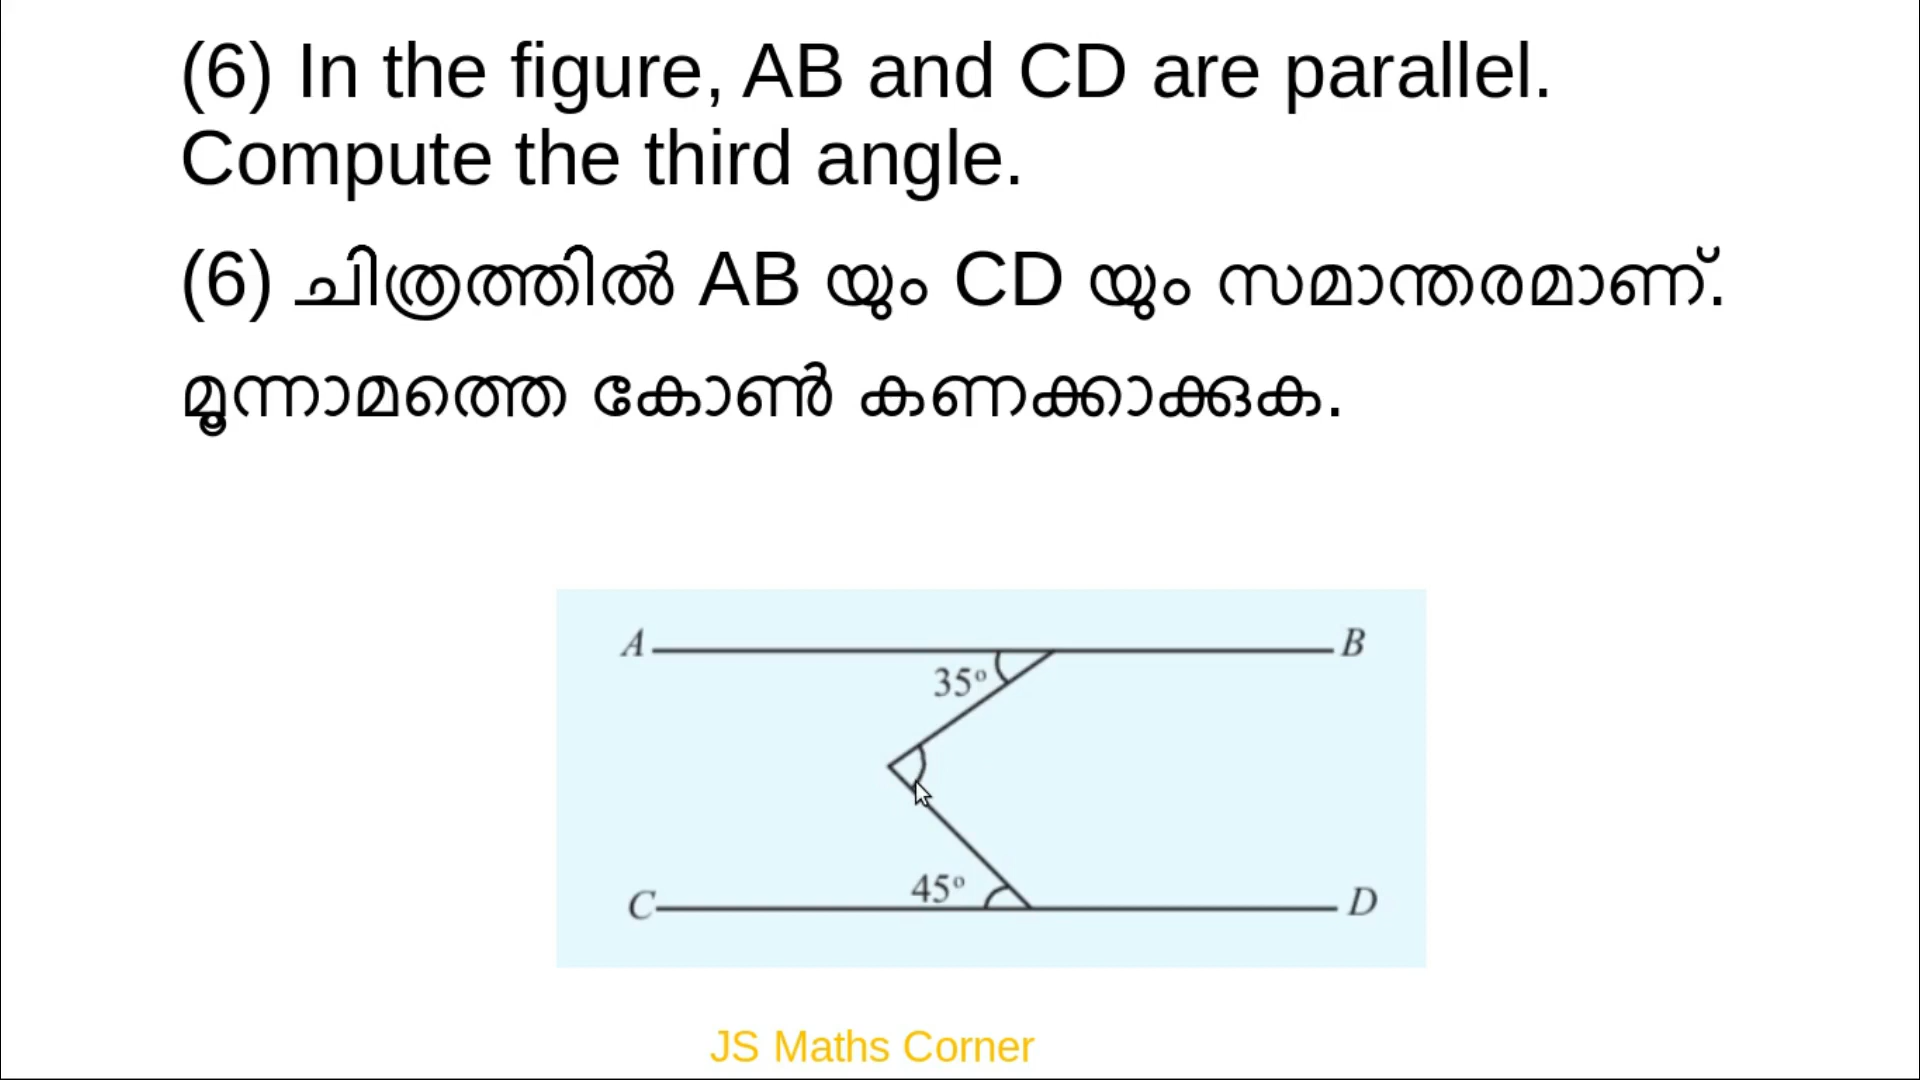 (6) In the figure, AB and CD are parallel.
Compute the third angle.
(6) ചിത്രത്തിൽ AB യും CD യും സമാന്തരമാണ്.
മൂന്നാമത്തെ കോൺ കണക്കാക്കുക.
A B
35°
45°
C D
JS Maths Corner